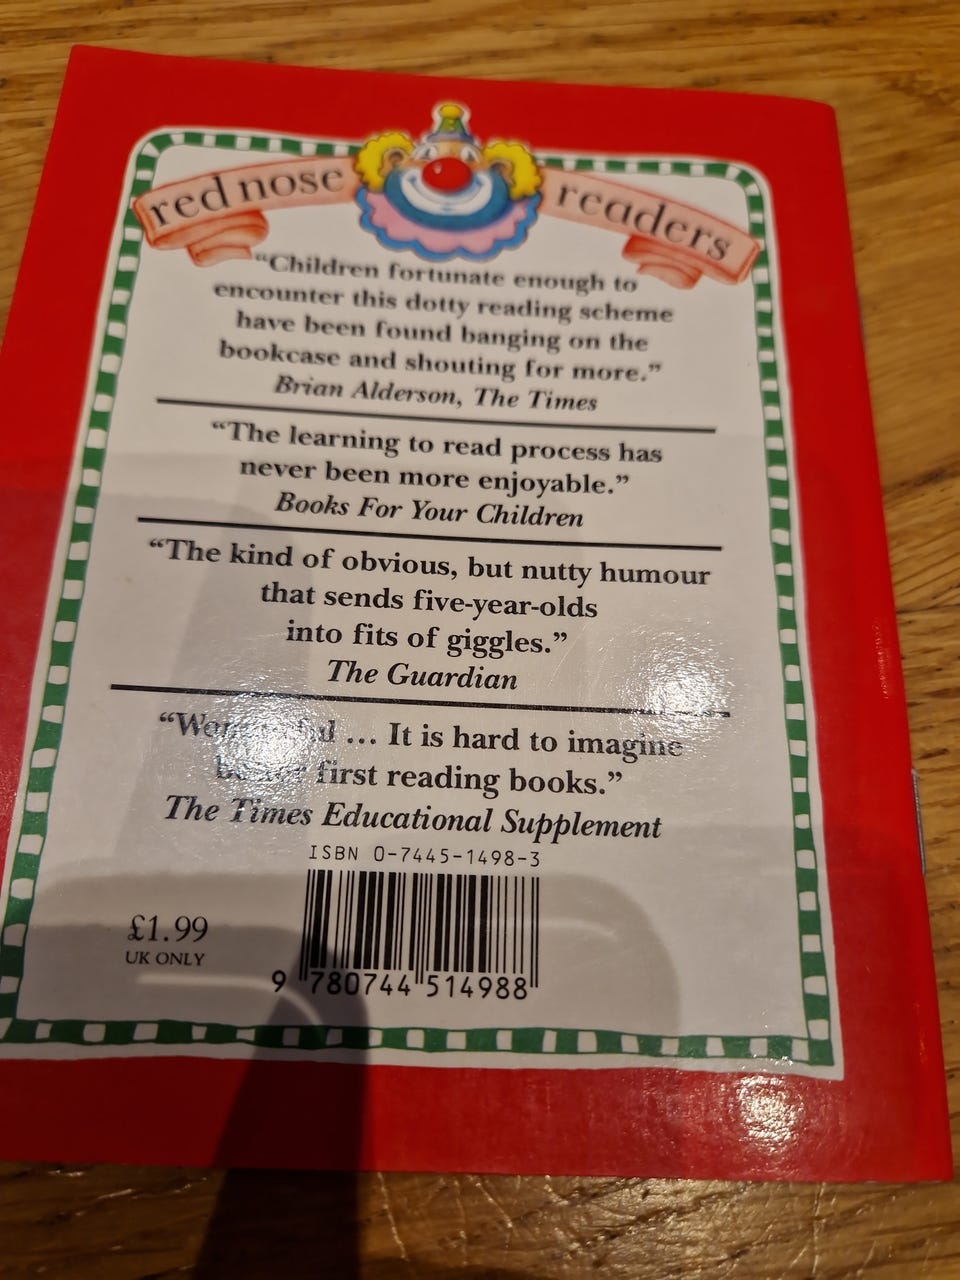 red nose readers
“Children fortunate enough to
encounter this dotty reading scheme
have been found banging on the
bookcase and shouting for more.”
Brian Alderson, The Times
“The learning to read process has
never been more enjoyable.”
Books For Your Children
“The kind of obvious, but nutty humour
that sends five-year-olds
into fits of giggles.”
The Guardian
“Wonderful ... It is hard to imagine
better first reading books.”
The Times Educational Supplement
ISBN 0-7445-1498-3
£1.99
UK ONLY
9 780744 514988